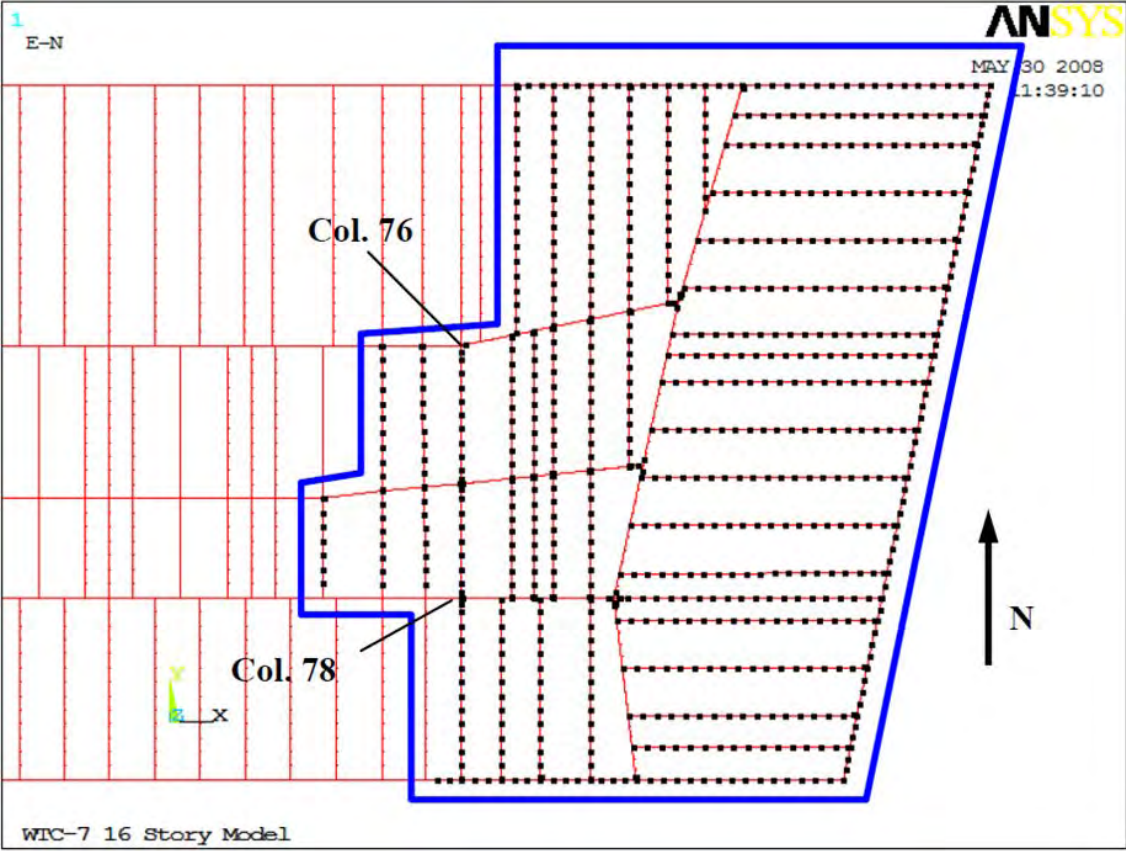 1
ANSYS
E-N
MAY 30 2008
11:39:10
Col. 76
N
Col. 78
Y
Z X
WTC-7 16 Story Model